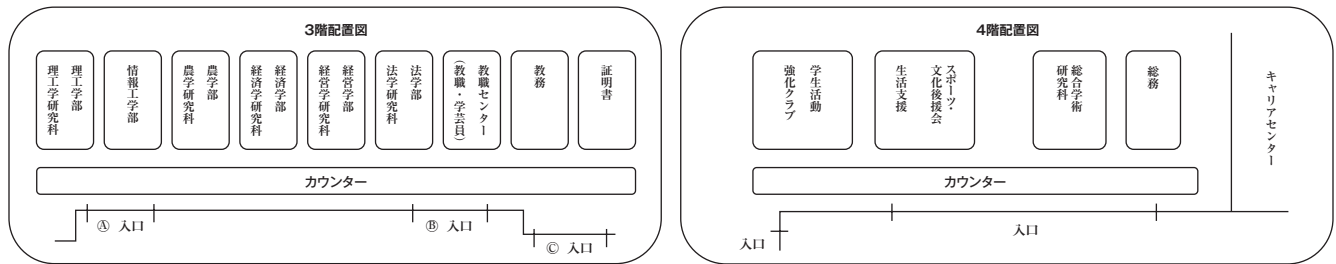 3階配置図
理工学部
理工学研究科
情報工学部
農学部
農学研究科
経済学部
経済学研究科
経営学部
経営学研究科
法学部
法学研究科
教職センター
(教職・学芸員)
教務
証明書
カウンター
Ⓐ 入口
Ⓑ 入口
Ⓒ 入口
4階配置図
学生活動
強化クラブ
スポーツ・
文化後援会
生活支援
総合学術
研究科
総務
キャリアセンター
カウンター
入口
入口